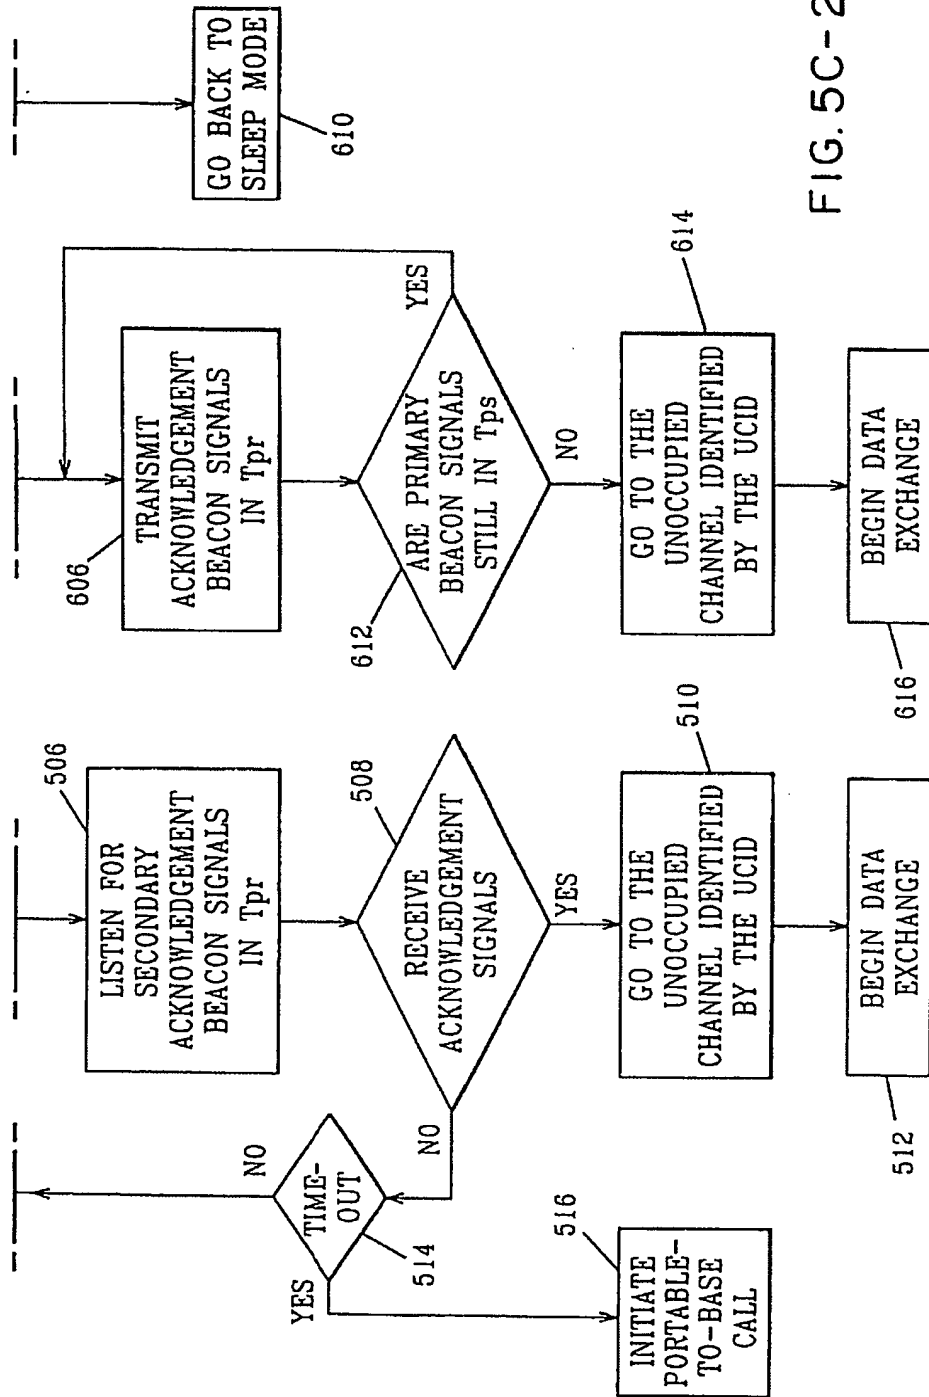 506
LISTEN FOR
SECONDARY
ACKNOWLEDGEMENT
BEACON SIGNALS
IN Tpr
508
RECEIVE
ACKNOWLEDGEMENT
SIGNALS
NO
YES
TIME-
OUT
514
NO
YES
516
INITIATE
PORTABLE-
TO-BASE
CALL
510
GO TO THE
UNOCCUPIED
CHANNEL IDENTIFIED
BY THE UCID
512
BEGIN DATA
EXCHANGE
606
TRANSMIT
ACKNOWLEDGEMENT
BEACON SIGNALS
IN Tpr
612
ARE PRIMARY
BEACON SIGNALS
STILL IN Tps
YES
NO
614
GO TO THE
UNOCCUPIED
CHANNEL IDENTIFIED
BY THE UCID
616
BEGIN DATA
EXCHANGE
GO BACK TO
SLEEP MODE
610
FIG. 5C-2